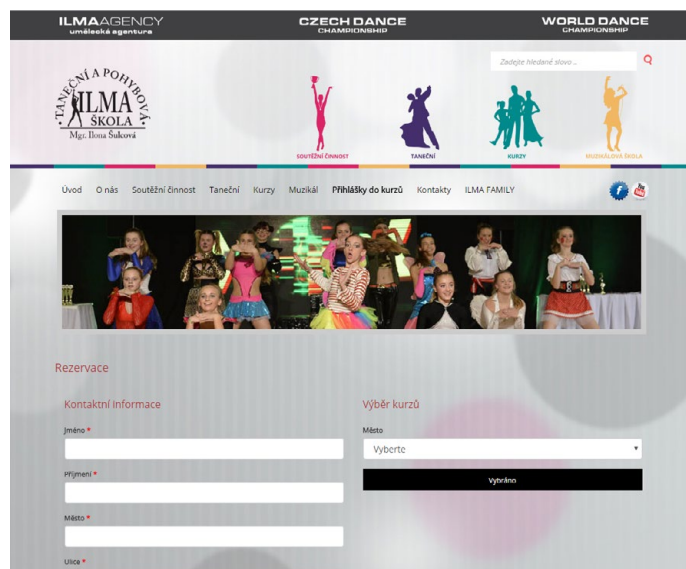 ILMAAGENCY
umělecká agentura
CZECH DANCE
CHAMPIONSHIP
WORLD DANCE
CHAMPIONSHIP
Zadejte hledané slovo ..
TANEČNÍ A POHYBOVÁ
ILMA
ŠKOLA
Mgr. Ilona Šuková
SOUTĚŽNÍ ČINNOST
TANEČNÍ
KURZY
MUZIKÁLOVÁ ŠKOLA
Úvod O nás Soutěžní činnost Taneční Kurzy Muzikál Přihlášky do kurzů Kontakty ILMA FAMILY
Rezervace
Kontaktní informace
Výběr kurzů
Jméno *
Město
Vyberte
Příjmení *
Vybráno
Město *
Ulice *